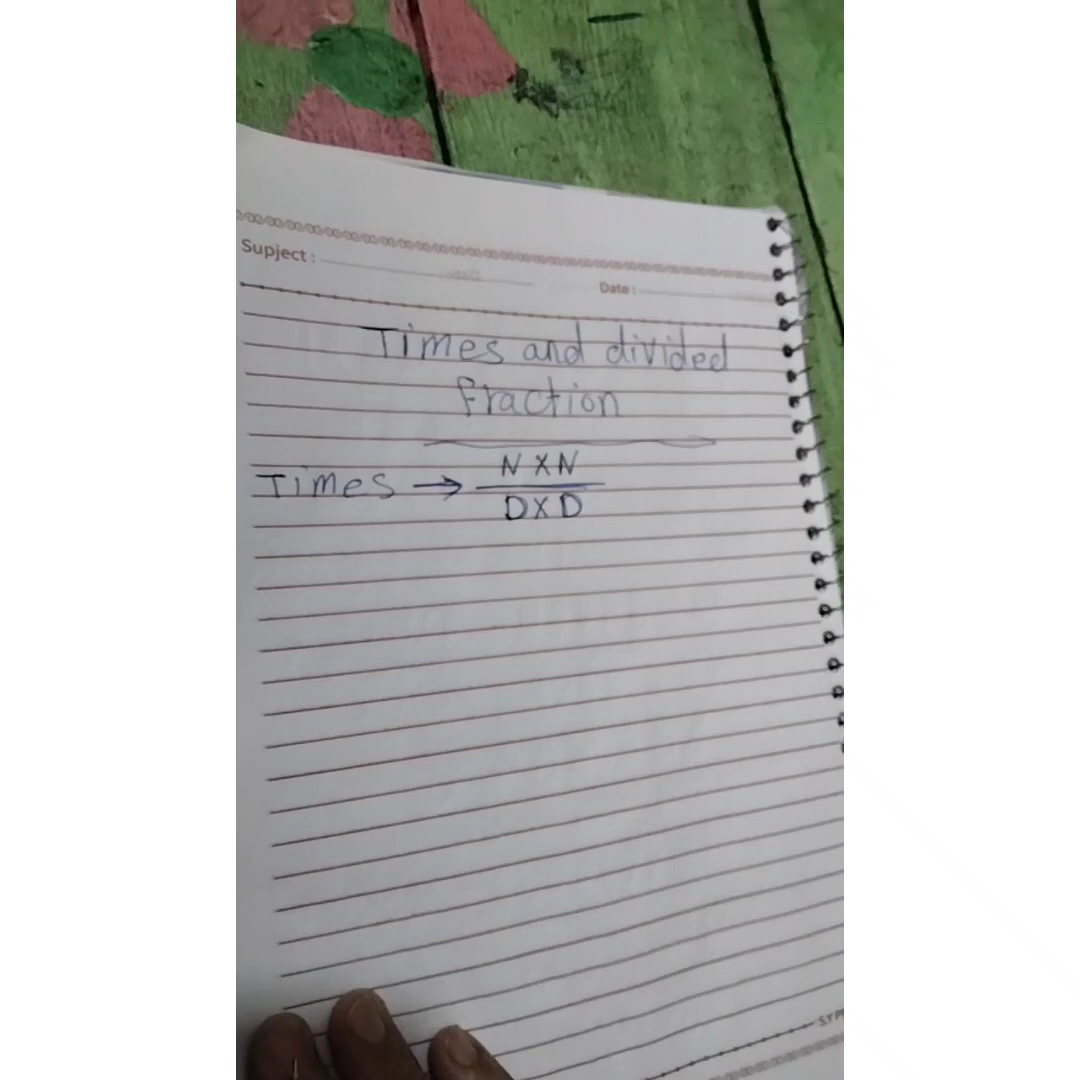 Supject :
Date :
Times and divided
fraction
Times → N X N
D X D